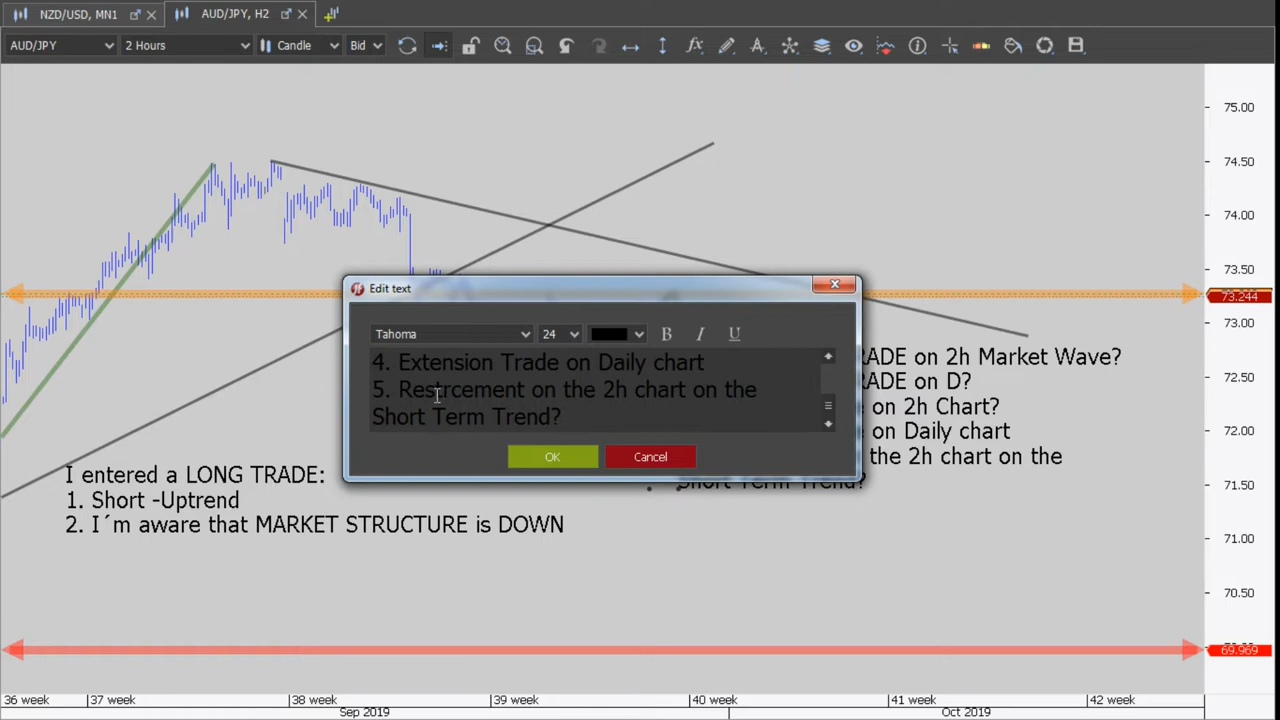 NZD/USD, MN1
AUD/JPY, H2
AUD/JPY
2 Hours
Candle
Bid
75.00
74.50
74.00
73.50
73.244
73.00
72.50
72.00
71.50
71.00
70.50
69.969
Edit text
Tahoma
24
B I U
4. Extension Trade on Daily chart
5. Restrcement on the 2h chart on the
Short Term Trend?
OK
Cancel
RADE on 2h Market Wave?
RADE on D?
on 2h Chart?
on Daily chart
the 2h chart on the
Short Term Trend?
I entered a LONG TRADE:
1. Short -Uptrend
2. I´m aware that MARKET STRUCTURE is DOWN
36 week
37 week
38 week
39 week
40 week
41 week
42 week
Sep 2019
Oct 2019